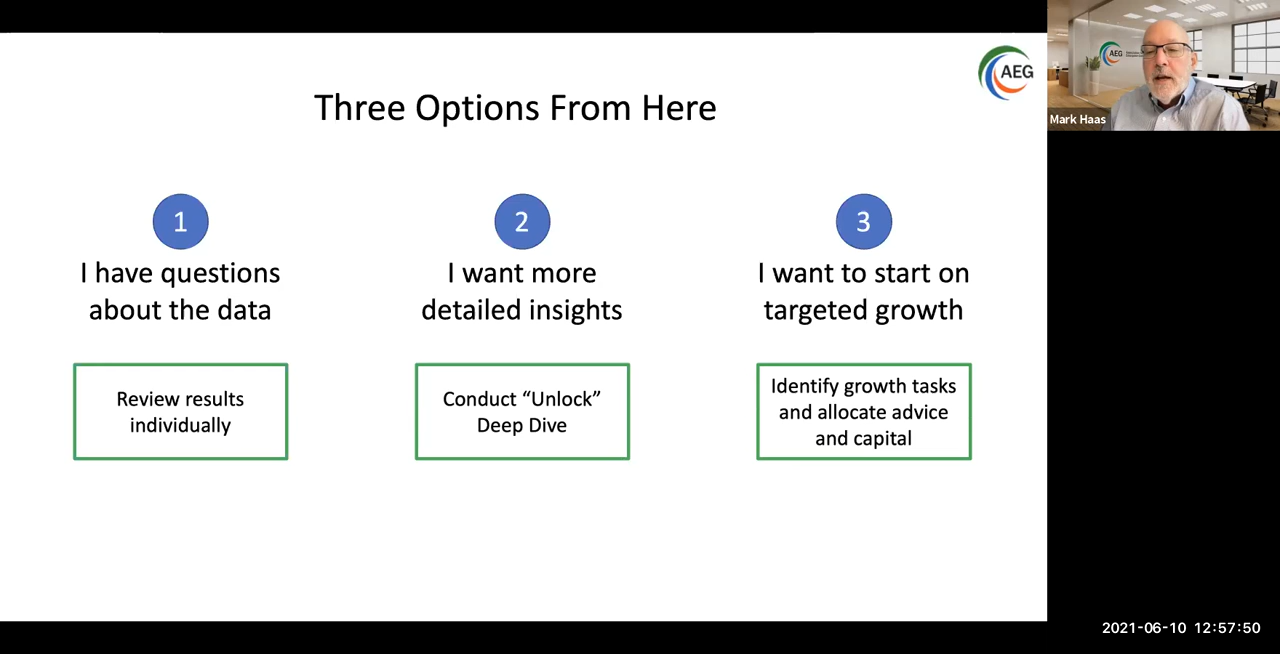 Three Options From Here
AEG
1
I have questions
about the data
Review results
individually
2
I want more
detailed insights
Conduct “Unlock”
Deep Dive
3
I want to start on
targeted growth
Identify growth tasks
and allocate advice
and capital
AEG
Mark Haas
2021-06-10 12:57:50